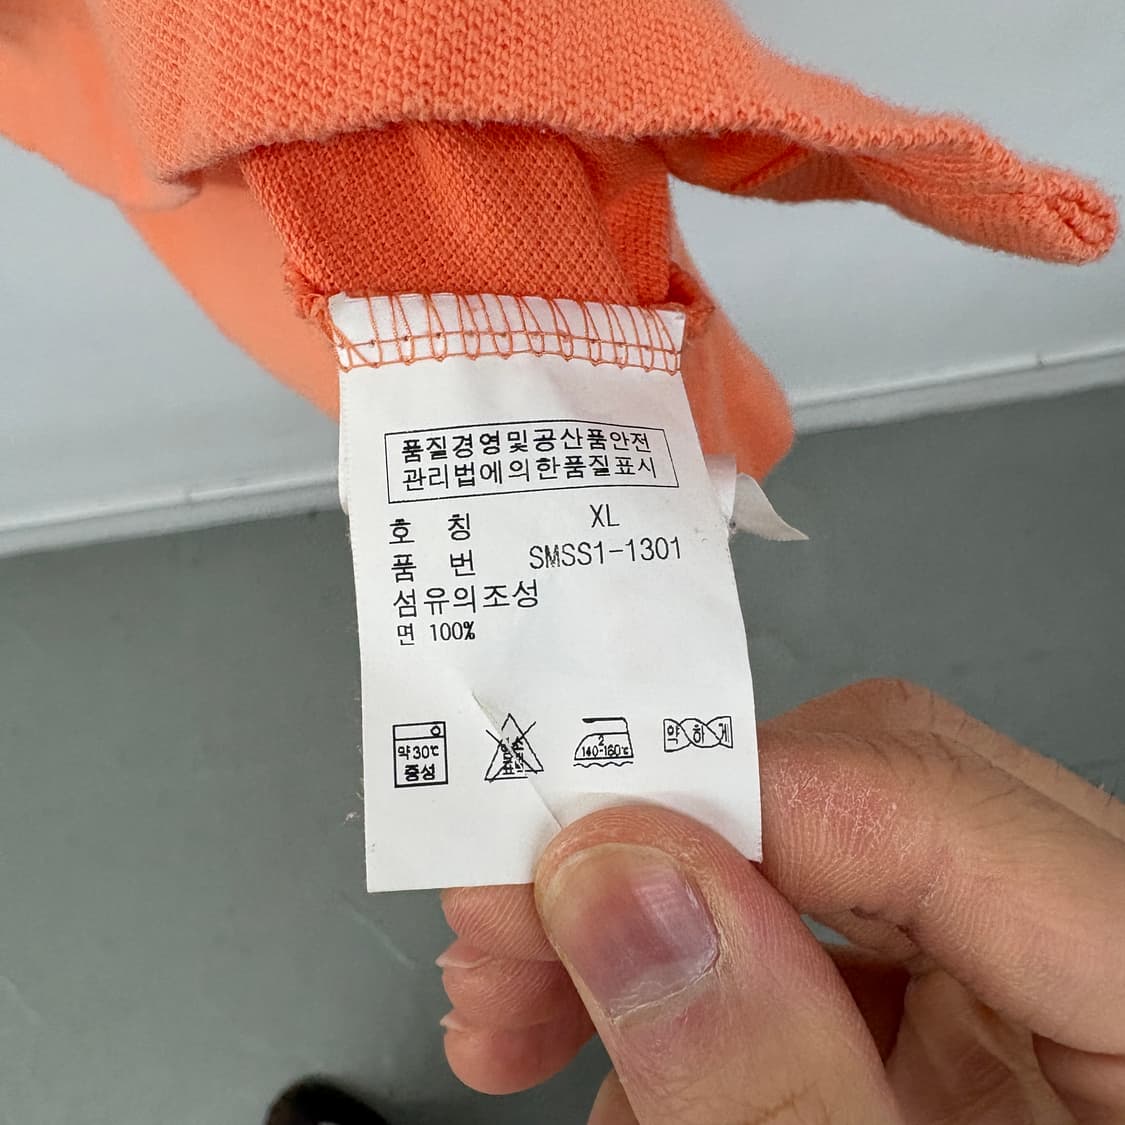 품질경영및공산품안전
관리법에의한품질표시
호 칭 XL
품 번 SMSS1-1301
섬유의조성
면 100%
약30℃
중성
2
140-160℃
약하게